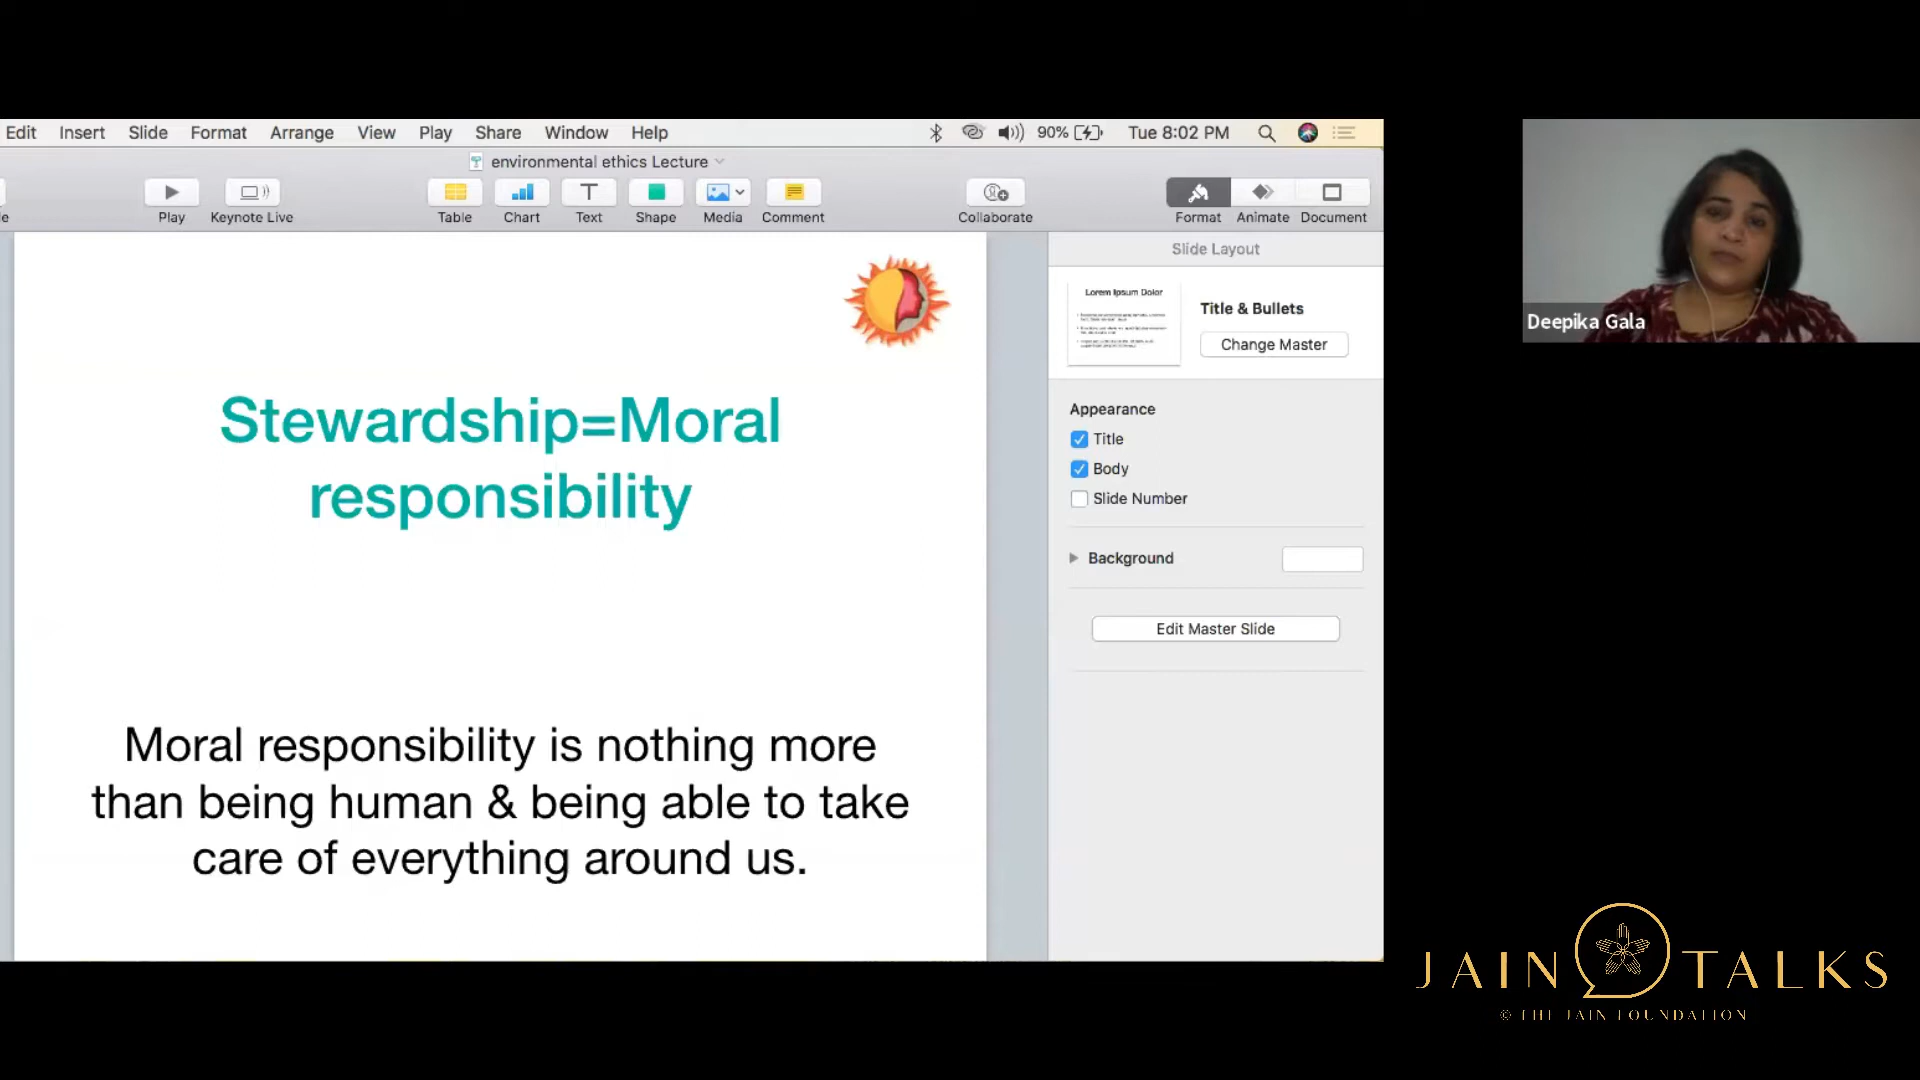 Edit Insert Slide Format Arrange View Play Share Window Help 90% Tue 8:02 PM
environmental ethics Lecture
Play Keynote Live Table Chart Text Shape Media Comment Collaborate Format Animate Document
Slide Layout
Lorem Ipsum Dolor
Title & Bullets
Change Master
Appearance
Title
Body
Slide Number
Background
Edit Master Slide
Stewardship=Moral
responsibility
Moral responsibility is nothing more
than being human & being able to take
care of everything around us.
Deepika Gala
JAIN TALKS
© THE JAIN FOUNDATION